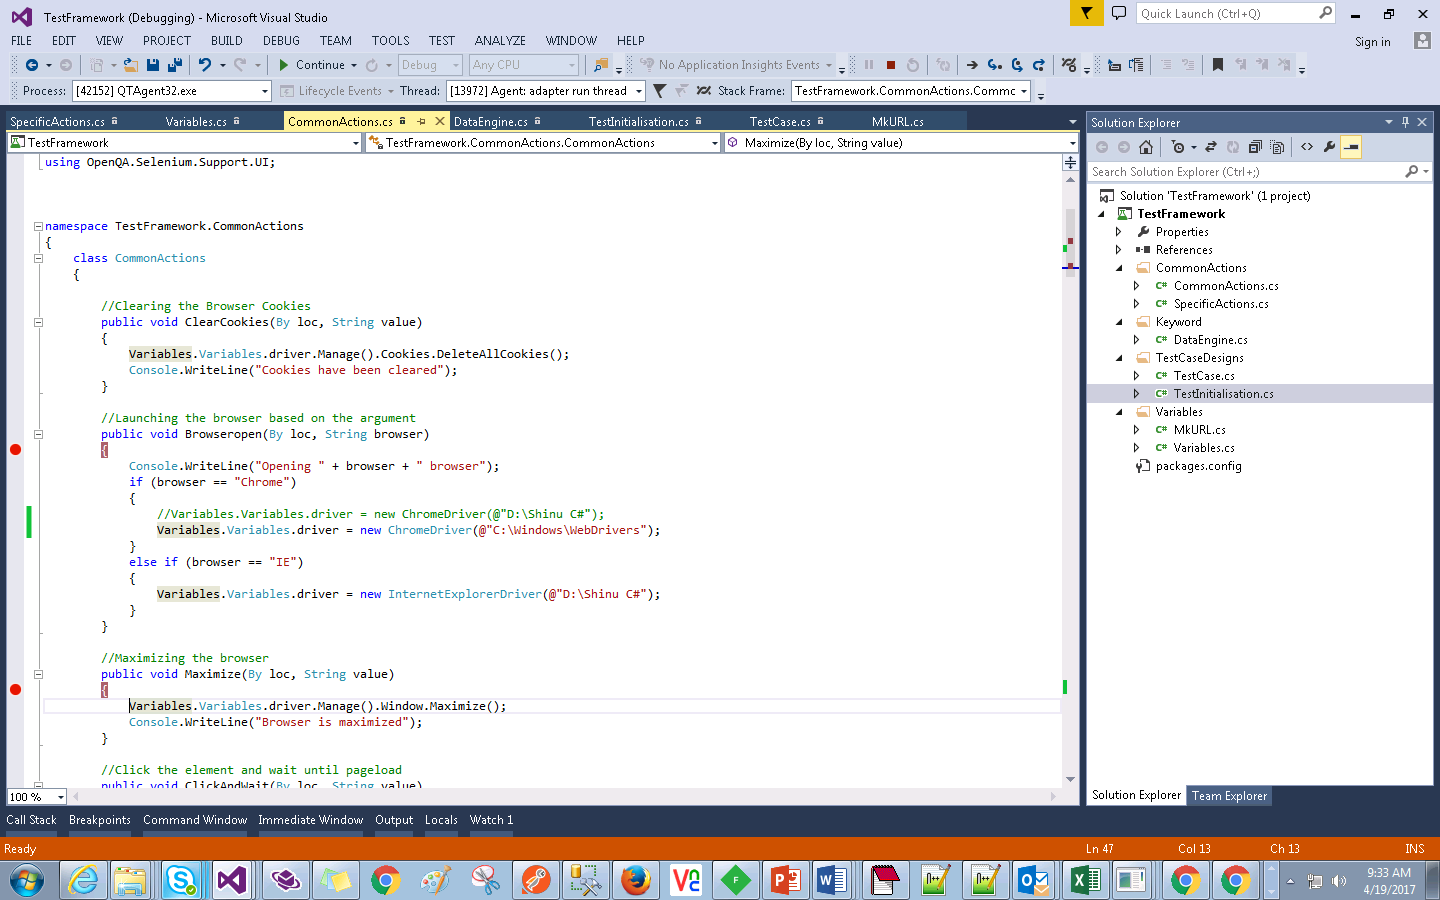 TestFramework (Debugging) - Microsoft Visual Studio
Quick Launch (Ctrl+Q)
FILE EDIT VIEW PROJECT BUILD DEBUG TEAM TOOLS TEST ANALYZE WINDOW HELP
Sign in
Continue Debug Any CPU No Application Insights Events
Process: [42152] QTAgent32.exe Lifecycle Events Thread: [13972] Agent: adapter run thread Stack Frame: TestFramework.CommonActions.Commc
SpecificActions.cs Variables.cs CommonActions.cs DataEngine.cs TestInitialisation.cs TestCase.cs MkURL.cs
TestFramework TestFramework.CommonActions.CommonActions Maximize(By loc, String value)
using OpenQA.Selenium.Support.UI;
namespace TestFramework.CommonActions
{
class CommonActions
{
//Clearing the Browser Cookies
public void ClearCookies(By loc, String value)
{
Variables.Variables.driver.Manage().Cookies.DeleteAllCookies();
Console.WriteLine("Cookies have been cleared");
}
//Launching the browser based on the argument
public void Browseropen(By loc, String browser)
{
Console.WriteLine("Opening " + browser + " browser");
if (browser == "Chrome")
{
//Variables.Variables.driver = new ChromeDriver(@"D:\Shinu C#");
Variables.Variables.driver = new ChromeDriver(@"C:\Windows\WebDrivers");
}
else if (browser == "IE")
{
Variables.Variables.driver = new InternetExplorerDriver(@"D:\Shinu C#");
}
}
//Maximizing the browser
public void Maximize(By loc, String value)
{
Variables.Variables.driver.Manage().Window.Maximize();
Console.WriteLine("Browser is maximized");
}
//Click the element and wait until pageload
public void ClickAndWait(By loc, String value)
100 %
Solution Explorer
Search Solution Explorer (Ctrl+;)
Solution 'TestFramework' (1 project)
TestFramework
Properties
References
CommonActions
C# CommonActions.cs
C# SpecificActions.cs
Keyword
C# DataEngine.cs
TestCaseDesigns
C# TestCase.cs
C# TestInitialisation.cs
Variables
C# MkURL.cs
C# Variables.cs
packages.config
Solution Explorer Team Explorer
Call Stack Breakpoints Command Window Immediate Window Output Locals Watch 1
Ready Ln 47 Col 13 Ch 13 INS
9:33 AM
4/19/2017